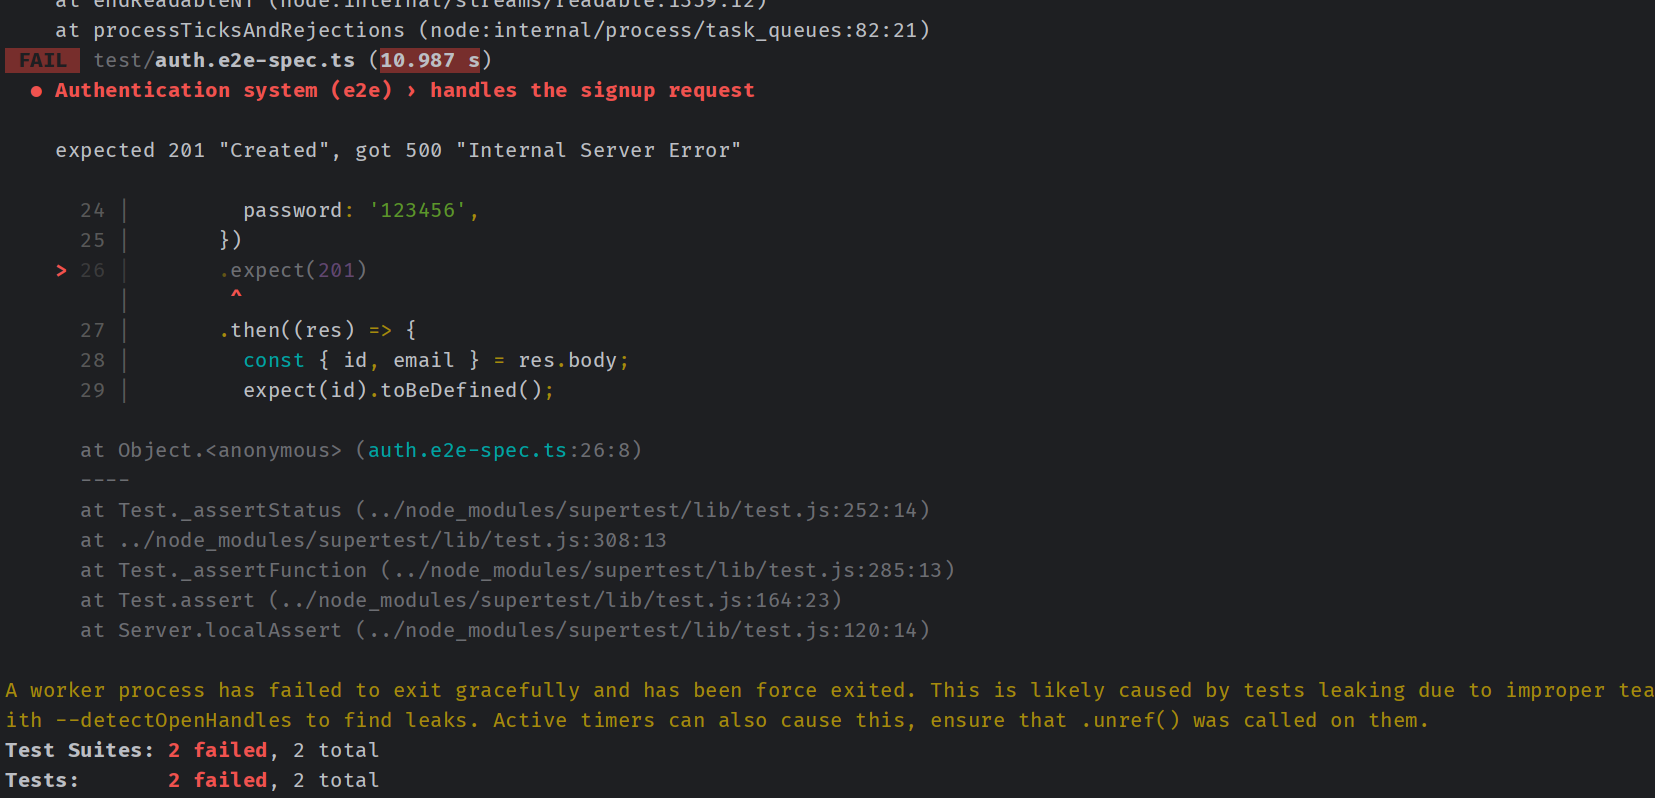 at endReadableNT (node:internal/streams/readable:1359:12)
at processTicksAndRejections (node:internal/process/task_queues:82:21)
FAIL test/auth.e2e-spec.ts (10.987 s)
● Authentication system (e2e) › handles the signup request
expected 201 "Created", got 500 "Internal Server Error"
24 | password: '123456',
25 | })
> 26 | .expect(201)
| ^
27 | .then((res) => {
28 | const { id, email } = res.body;
29 | expect(id).toBeDefined();
at Object.<anonymous> (auth.e2e-spec.ts:26:8)
----
at Test._assertStatus (../node_modules/supertest/lib/test.js:252:14)
at ../node_modules/supertest/lib/test.js:308:13
at Test._assertFunction (../node_modules/supertest/lib/test.js:285:13)
at Test.assert (../node_modules/supertest/lib/test.js:164:23)
at Server.localAssert (../node_modules/supertest/lib/test.js:120:14)
A worker process has failed to exit gracefully and has been force exited. This is likely caused by tests leaking due to improper tea
ith --detectOpenHandles to find leaks. Active timers can also cause this, ensure that .unref() was called on them.
Test Suites: 2 failed, 2 total
Tests: 2 failed, 2 total